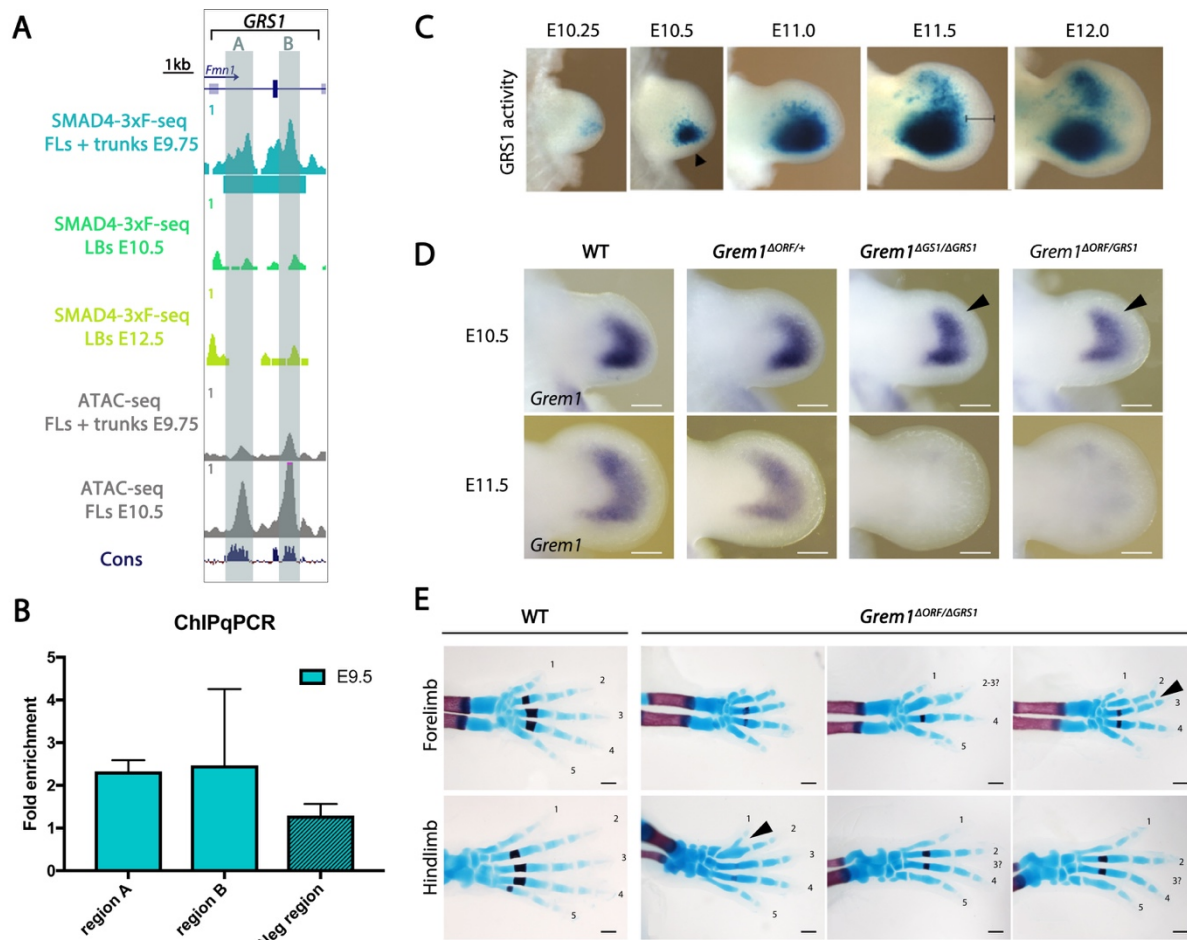 A
GRS1
A B
1kb
Fmn1
1
SMAD4-3xF-seq
FLs + trunks E9.75
1
SMAD4-3xF-seq
LBs E10.5
1
SMAD4-3xF-seq
LBs E12.5
1
ATAC-seq
FLs + trunks E9.75
1
ATAC-seq
FLs E10.5
Cons
B
ChIPqPCR
E9.5
Fold enrichment
5
4
3
2
1
0
region A
region B
Neg region
C
E10.25 E10.5 E11.0 E11.5 E12.0
GRS1 activity
D
WT Grem1ΔORF/+ Grem1ΔGS1/ΔGRS1 Grem1ΔORF/GRS1
E10.5
Grem1
E11.5
Grem1
E
WT Grem1ΔORF/ΔGRS1
Forelimb
1 2 3 4 5
1 2-3? 4 5
1 2 3 4
Hindlimb
1 2 3 4 5
1 2 3 4 5
1 2 3? 4 5
1 2 3? 4